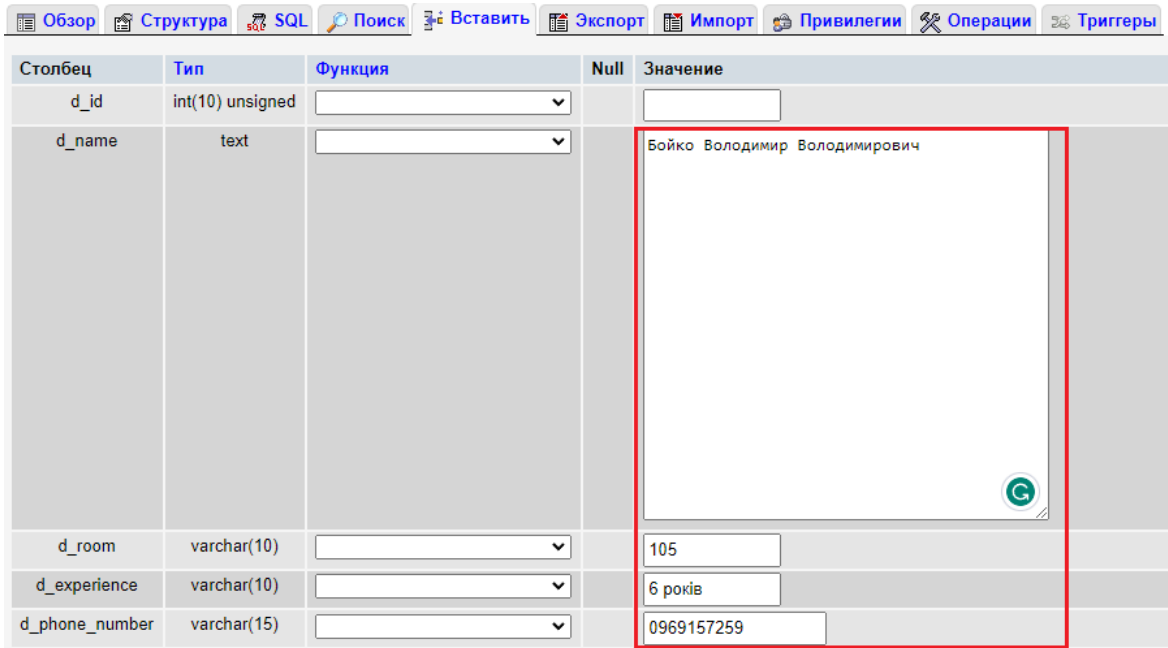 Обзор Структура SQL Поиск Вставить Экспорт Импорт Привилегии Операции Триггеры
Столбец Тип Функция Null Значение
d_id int(10) unsigned
d_name text Бойко Володимир Володимирович
d_room varchar(10) 105
d_experience varchar(10) 6 років
d_phone_number varchar(15) 0969157259